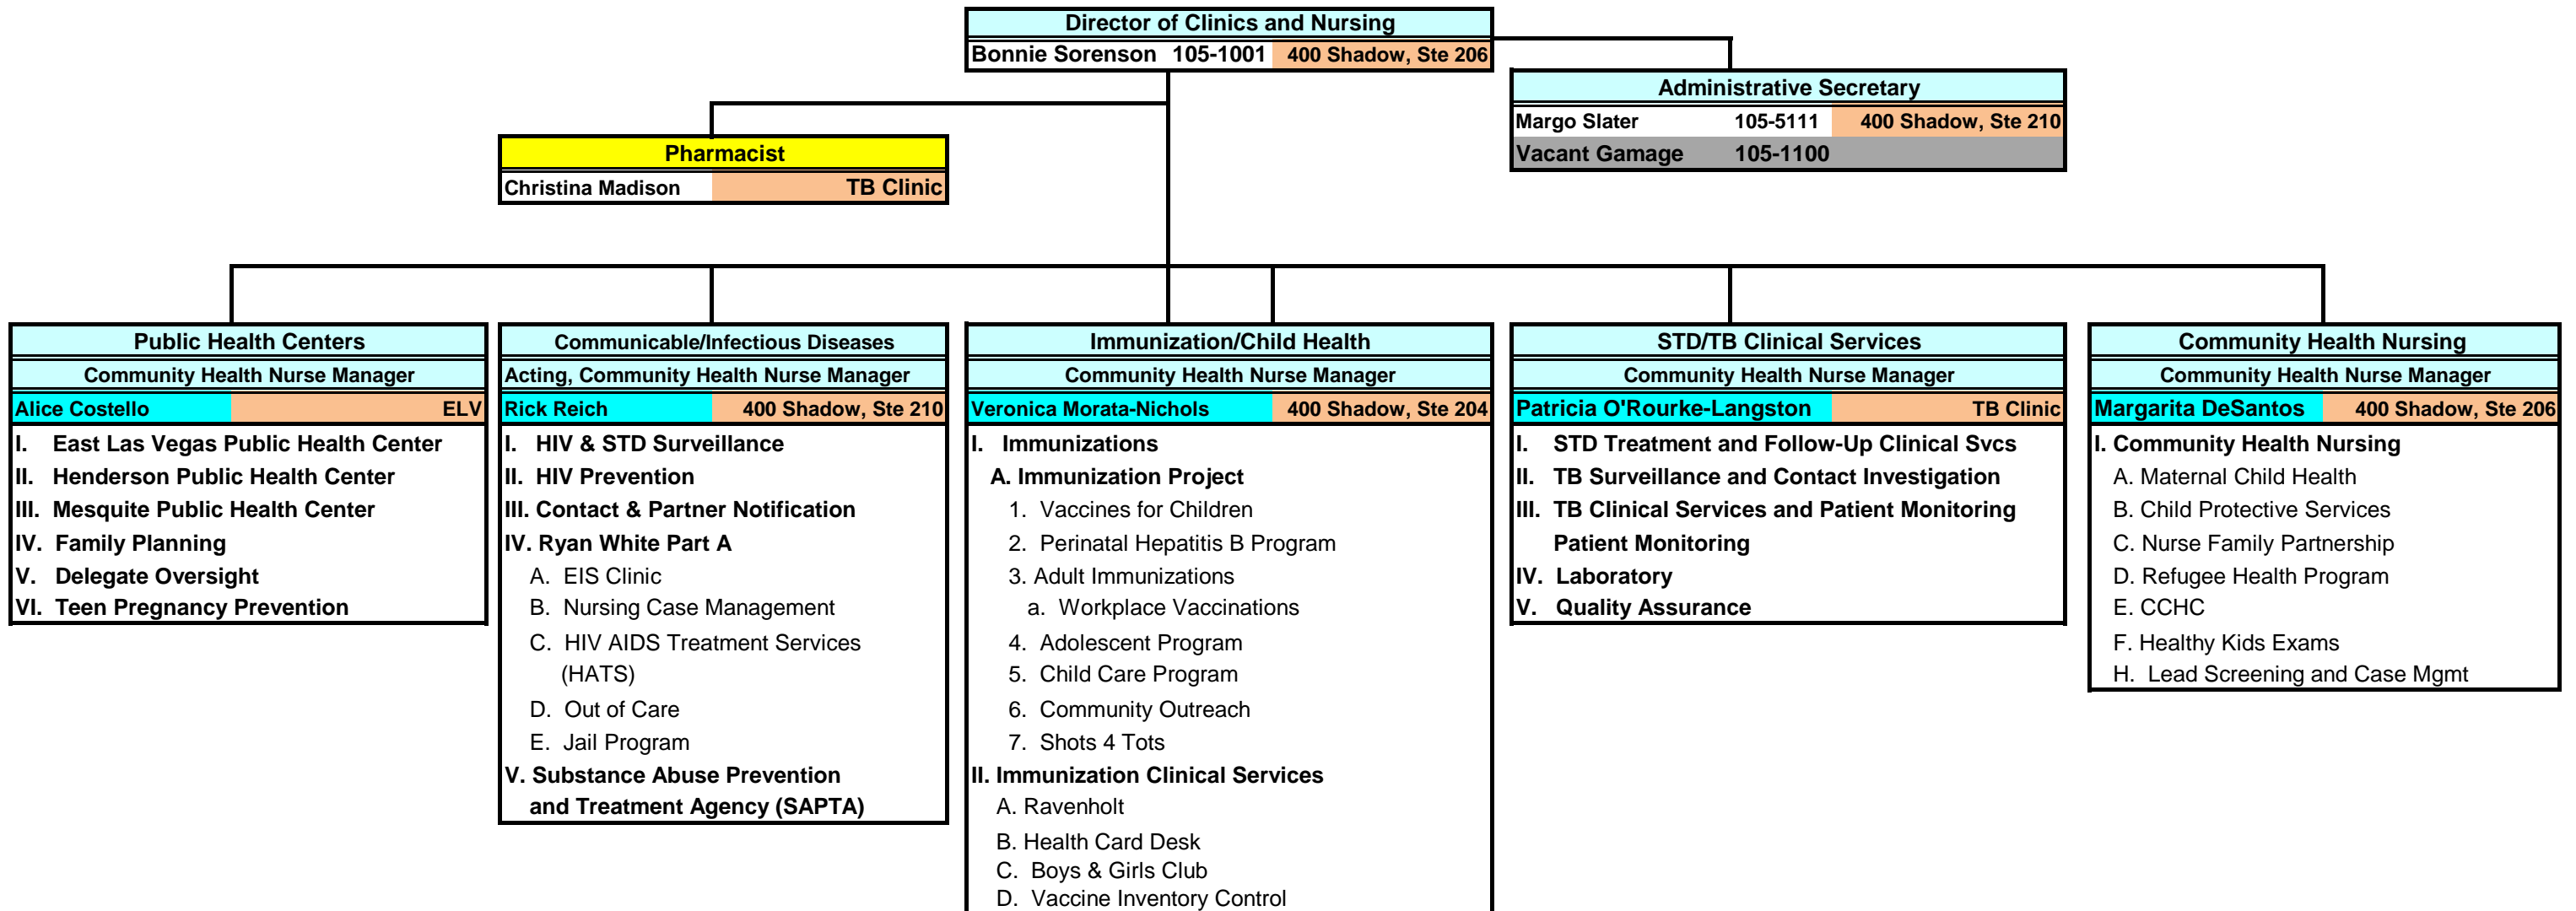 Director of Clinics and Nursing
Bonnie Sorenson 105-1001 400 Shadow, Ste 206
Administrative Secretary
Margo Slater 105-5111 400 Shadow, Ste 210
Vacant Gamage 105-1100
Pharmacist
Christina Madison TB Clinic
Public Health Centers
Community Health Nurse Manager
Alice Costello ELV
I. East Las Vegas Public Health Center
II. Henderson Public Health Center
III. Mesquite Public Health Center
IV. Family Planning
V. Delegate Oversight
VI. Teen Pregnancy Prevention
Communicable/Infectious Diseases
Acting, Community Health Nurse Manager
Rick Reich 400 Shadow, Ste 210
I. HIV & STD Surveillance
II. HIV Prevention
III. Contact & Partner Notification
IV. Ryan White Part A
A. EIS Clinic
B. Nursing Case Management
C. HIV AIDS Treatment Services
(HATS)
D. Out of Care
E. Jail Program
V. Substance Abuse Prevention
and Treatment Agency (SAPTA)
Immunization/Child Health
Community Health Nurse Manager
Veronica Morata-Nichols 400 Shadow, Ste 204
I. Immunizations
A. Immunization Project
1. Vaccines for Children
2. Perinatal Hepatitis B Program
3. Adult Immunizations
a. Workplace Vaccinations
4. Adolescent Program
5. Child Care Program
6. Community Outreach
7. Shots 4 Tots
II. Immunization Clinical Services
A. Ravenholt
B. Health Card Desk
C. Boys & Girls Club
D. Vaccine Inventory Control
STD/TB Clinical Services
Community Health Nurse Manager
Patricia O'Rourke-Langston TB Clinic
I. STD Treatment and Follow-Up Clinical Svcs
II. TB Surveillance and Contact Investigation
III. TB Clinical Services and Patient Monitoring
Patient Monitoring
IV. Laboratory
V. Quality Assurance
Community Health Nursing
Community Health Nurse Manager
Margarita DeSantos 400 Shadow, Ste 206
I. Community Health Nursing
A. Maternal Child Health
B. Child Protective Services
C. Nurse Family Partnership
D. Refugee Health Program
E. CCHC
F. Healthy Kids Exams
H. Lead Screening and Case Mgmt